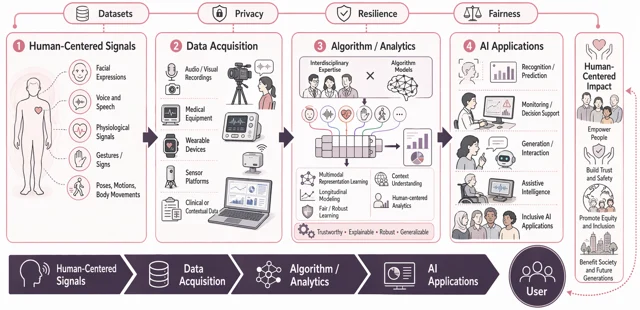 Datasets
Privacy
Resilience
Fairness
1 Human-Centered Signals
Facial
Expressions
Voice and
Speech
Physiological
Signals
Gestures /
Signs
Poses, Motions,
Body Movements
2 Data Acquisition
Audio / Visual
Recordings
Medical
Equipment
Wearable
Devices
Sensor
Platforms
Clinical or
Contextual Data
3 Algorithm / Analytics
Interdisciplinary
Expertise
×
Algorithm
Models
Multimodal
Representation Learning
Longitudinal
Modeling
Fair / Robust
Learning
Context
Understanding
Human-centered
Analytics
Trustworthy • Explainable • Robust • Generalizable
4 AI Applications
Recognition /
Prediction
Monitoring /
Decision Support
Generation /
Interaction
Assistive
Intelligence
Inclusive AI
Applications
Human-
Centered
Impact
Empower
People
Build Trust
and Safety
Promote Equity
and Inclusion
Benefit Society
and Future
Generations
Human-Centered
Signals
Data
Acquisition
Algorithm /
Analytics
AI
Applications
User